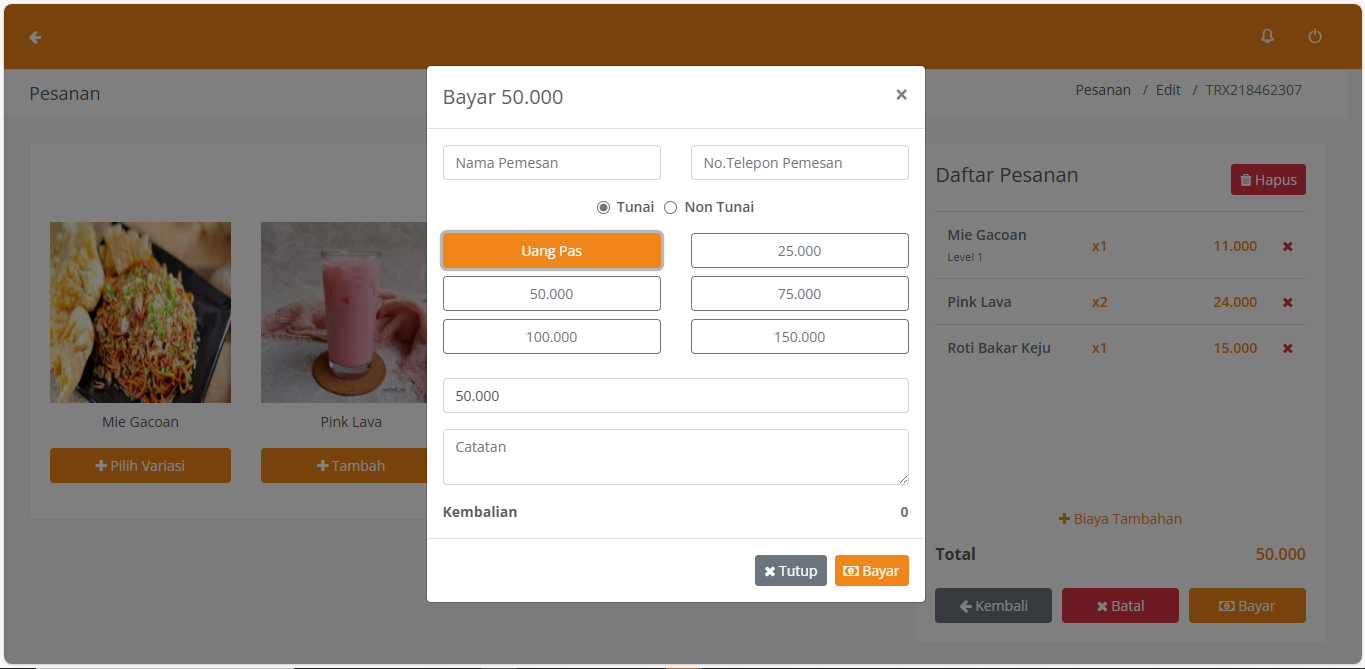 Pesanan
Pesanan / Edit / TRX218462307
Mie Gacoan
+ Pilih Variasi
Pink Lava
+ Tambah
Bayar 50.000
×
Nama Pemesan
No.Telepon Pemesan
Tunai
Non Tunai
Uang Pas
25.000
50.000
75.000
100.000
150.000
50.000
Catatan
Kembalian 0
Tutup
Bayar
Daftar Pesanan
Hapus
Mie Gacoan x1 11.000
Level 1
Pink Lava x2 24.000
Roti Bakar Keju x1 15.000
+ Biaya Tambahan
Total 50.000
Kembali
Batal
Bayar